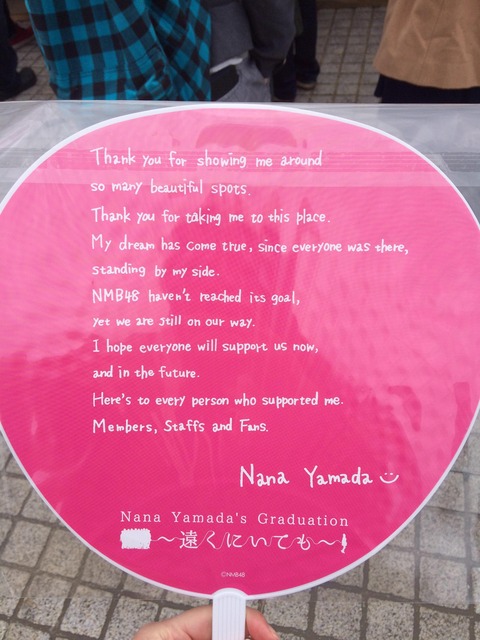 Thank you for showing me around
so many beautiful spots.
Thank you for taking me to this place.
My dream has come true, since everyone was there,
standing by my side.
NMB48 haven't reached its goal,
yet we are still on our way.
I hope everyone will support us now,
and in the future.
Here's to every person who supported me.
Members, Staffs and Fans.
Nana Yamada
Nana Yamada's Graduation
〜遠くにいても〜
©NMB48